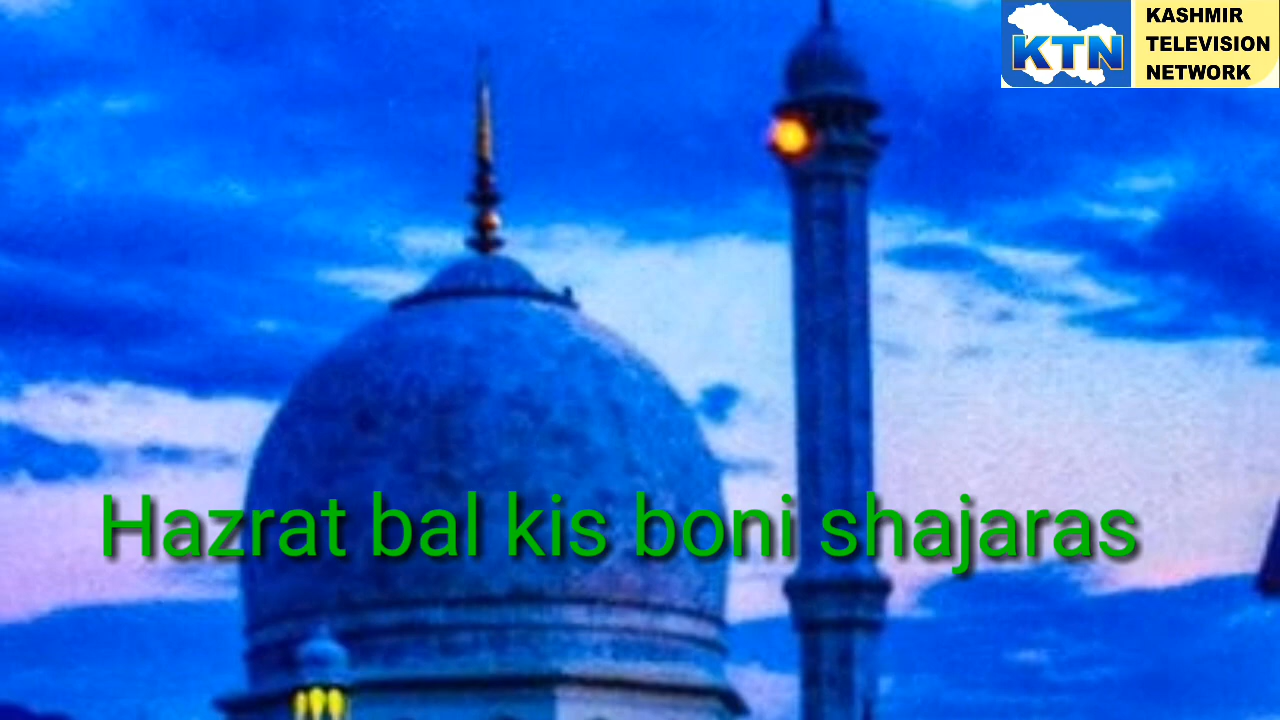 KTN
KASHMIR
TELEVISION
NETWORK
Hazrat bal kis boni shajaras